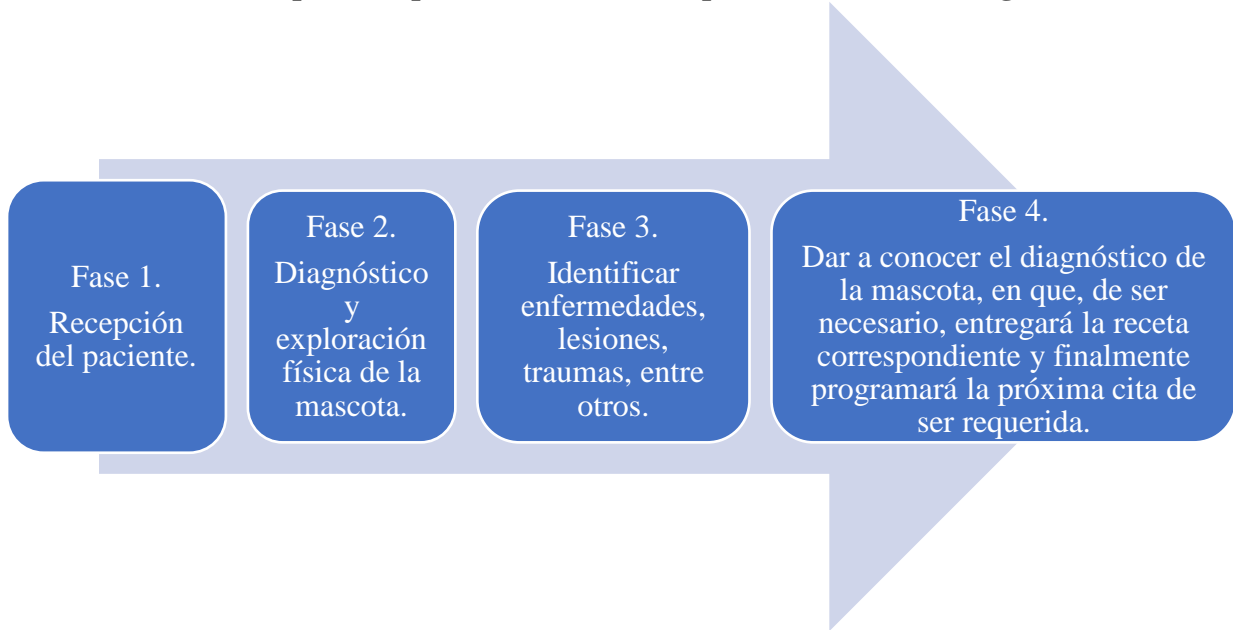 Fase 1.
Recepción
del paciente.
Fase 2.
Diagnóstico
y
exploración
física de la
mascota.
Fase 3.
Identificar
enfermedades,
lesiones,
traumas, entre
otros.
Fase 4.
Dar a conocer el diagnóstico de
la mascota, en que, de ser
necesario, entregará la receta
correspondiente y finalmente
programará la próxima cita de
ser requerida.